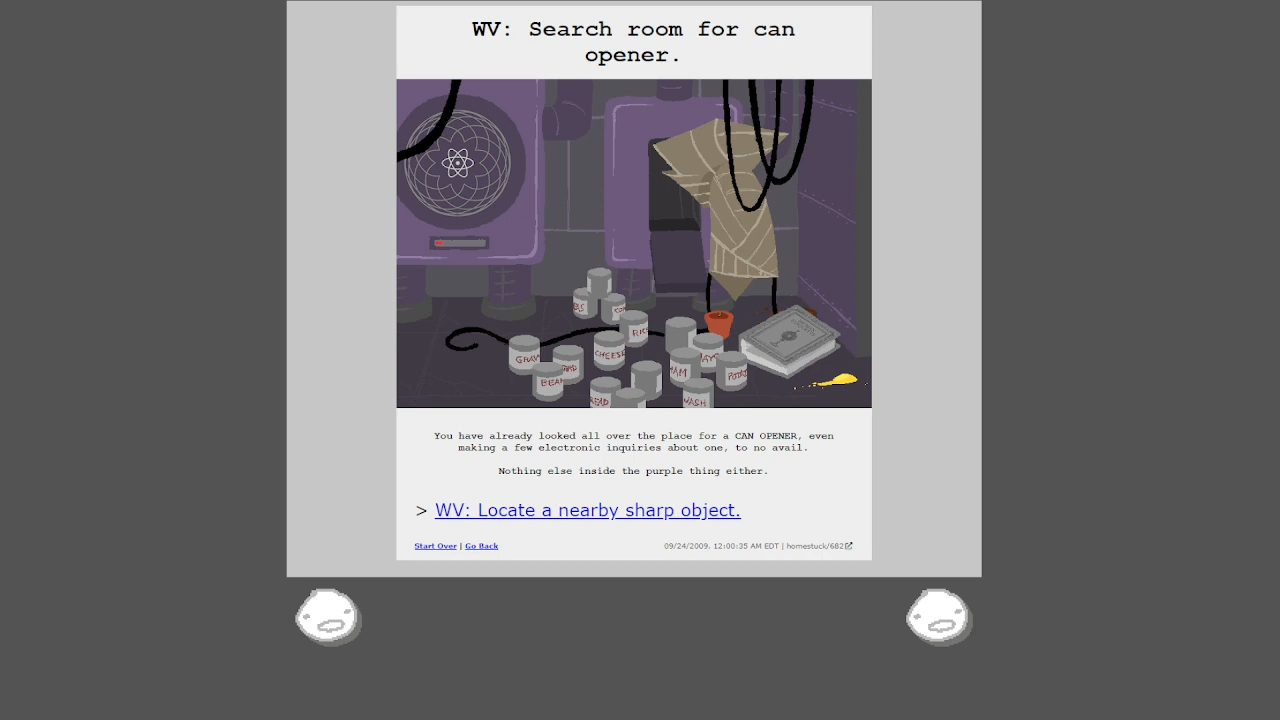 WV: Search room for can
opener.
GRAV
BEAN
CHEESE
You have already looked all over the place for a CAN OPENER, even
making a few electronic inquiries about one, to no avail.
Nothing else inside the purple thing either.
> WV: Locate a nearby sharp object.
Start Over | Go Back
09/24/2009, 12:00:35 AM EDT | homestuck/682